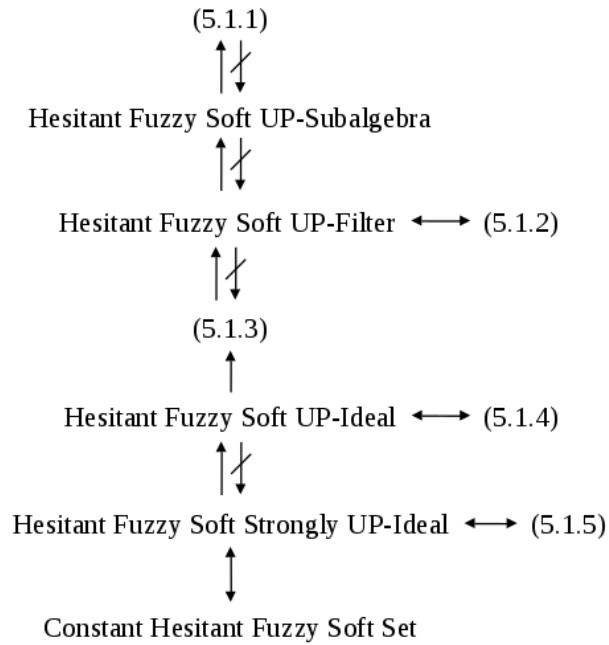 (5.1.1)
Hesitant Fuzzy Soft UP-Subalgebra
Hesitant Fuzzy Soft UP-Filter (5.1.2)
(5.1.3)
Hesitant Fuzzy Soft UP-Ideal (5.1.4)
Hesitant Fuzzy Soft Strongly UP-Ideal (5.1.5)
Constant Hesitant Fuzzy Soft Set